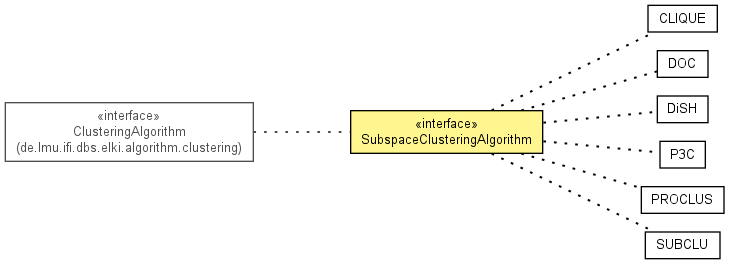 «interface»
ClusteringAlgorithm
(de.lmu.ifi.dbs.elki.algorithm.clustering)
«interface»
SubspaceClusteringAlgorithm
CLIQUE
DOC
DiSH
P3C
PROCLUS
SUBCLU